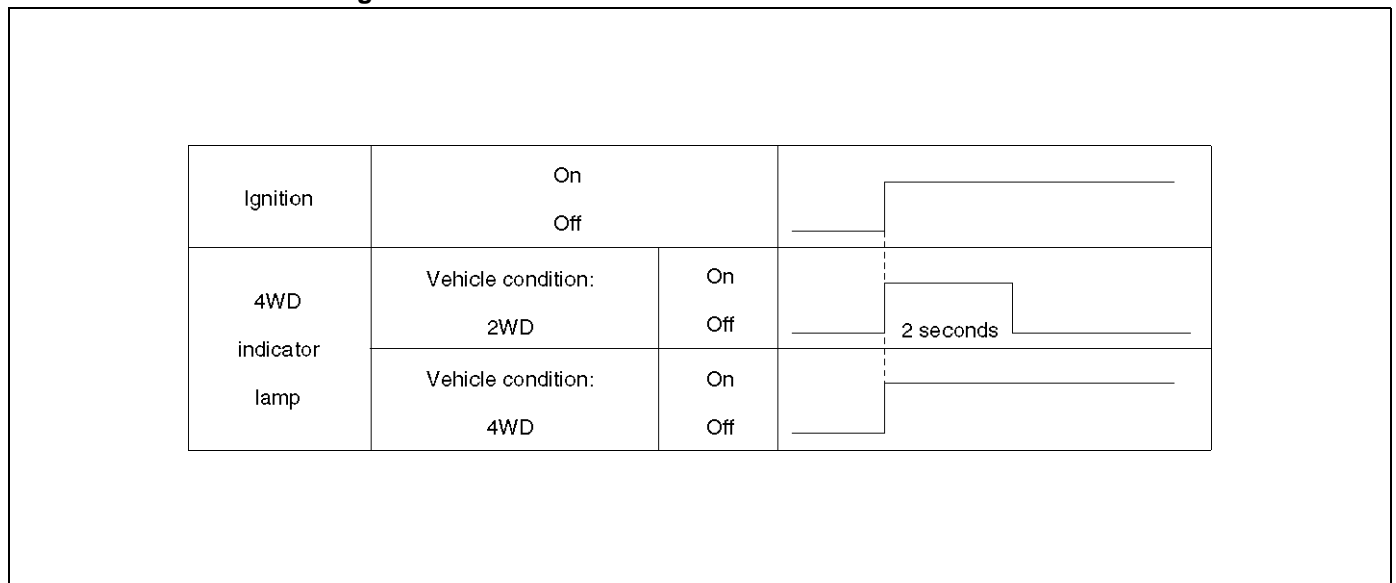 Ignition
On
Off
4WD
indicator
lamp
Vehicle condition:
2WD
On
Off
2 seconds
Vehicle condition:
4WD
On
Off